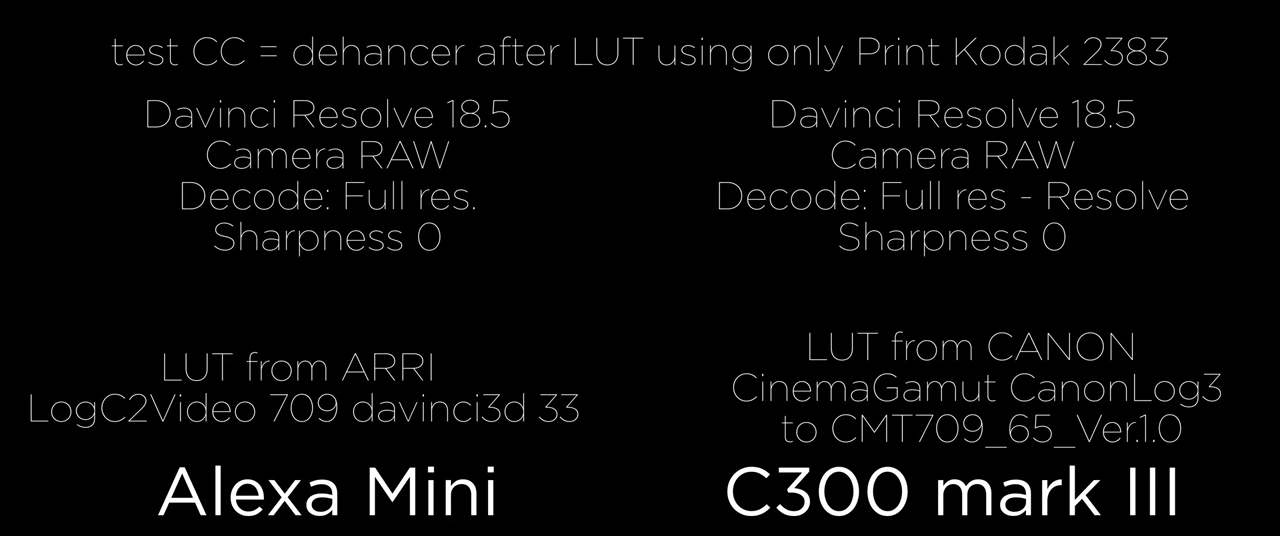 test CC = dehancer after LUT using only Print Kodak 2383
Davinci Resolve 18.5
Camera RAW
Decode: Full res.
Sharpness 0
LUT from ARRI
LogC2Video 709 davinci3d 33
Alexa Mini
Davinci Resolve 18.5
Camera RAW
Decode: Full res - Resolve
Sharpness 0
LUT from CANON
CinemaGamut CanonLog3
to CMT709_65_Ver.1.0
C300 mark III